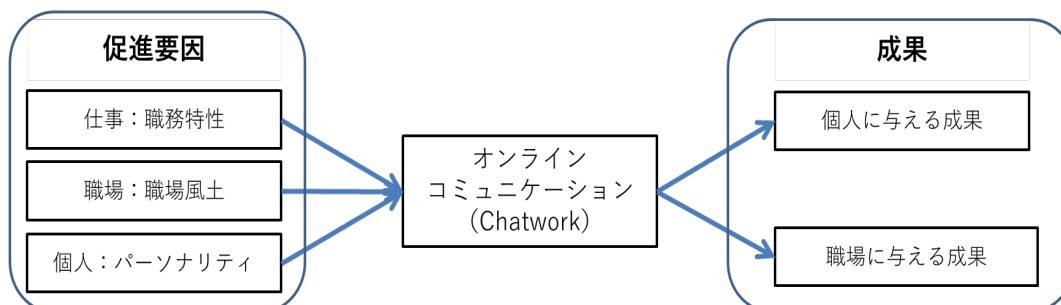 促進要因
仕事：職務特性
職場：職場風土
個人：パーソナリティ
オンライン
コミュニケーション
（Chatwork）
成果
個人に与える成果
職場に与える成果